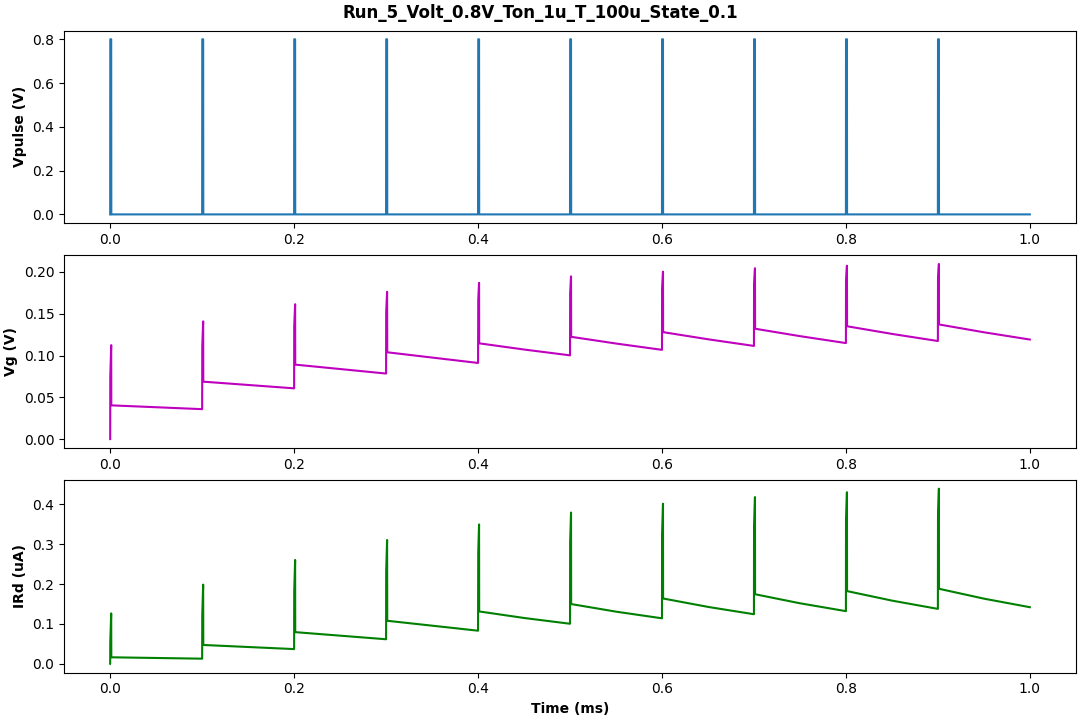 Run_5_Volt_0.8V_Ton_1u_T_100u_State_0.1
Vpulse (V)
0.8
0.6
0.4
0.2
0.0
0.0 0.2 0.4 0.6 0.8 1.0
Vg (V)
0.20
0.15
0.10
0.05
0.00
0.0 0.2 0.4 0.6 0.8 1.0
IRd (uA)
0.4
0.3
0.2
0.1
0.0
0.0 0.2 0.4 0.6 0.8 1.0
Time (ms)